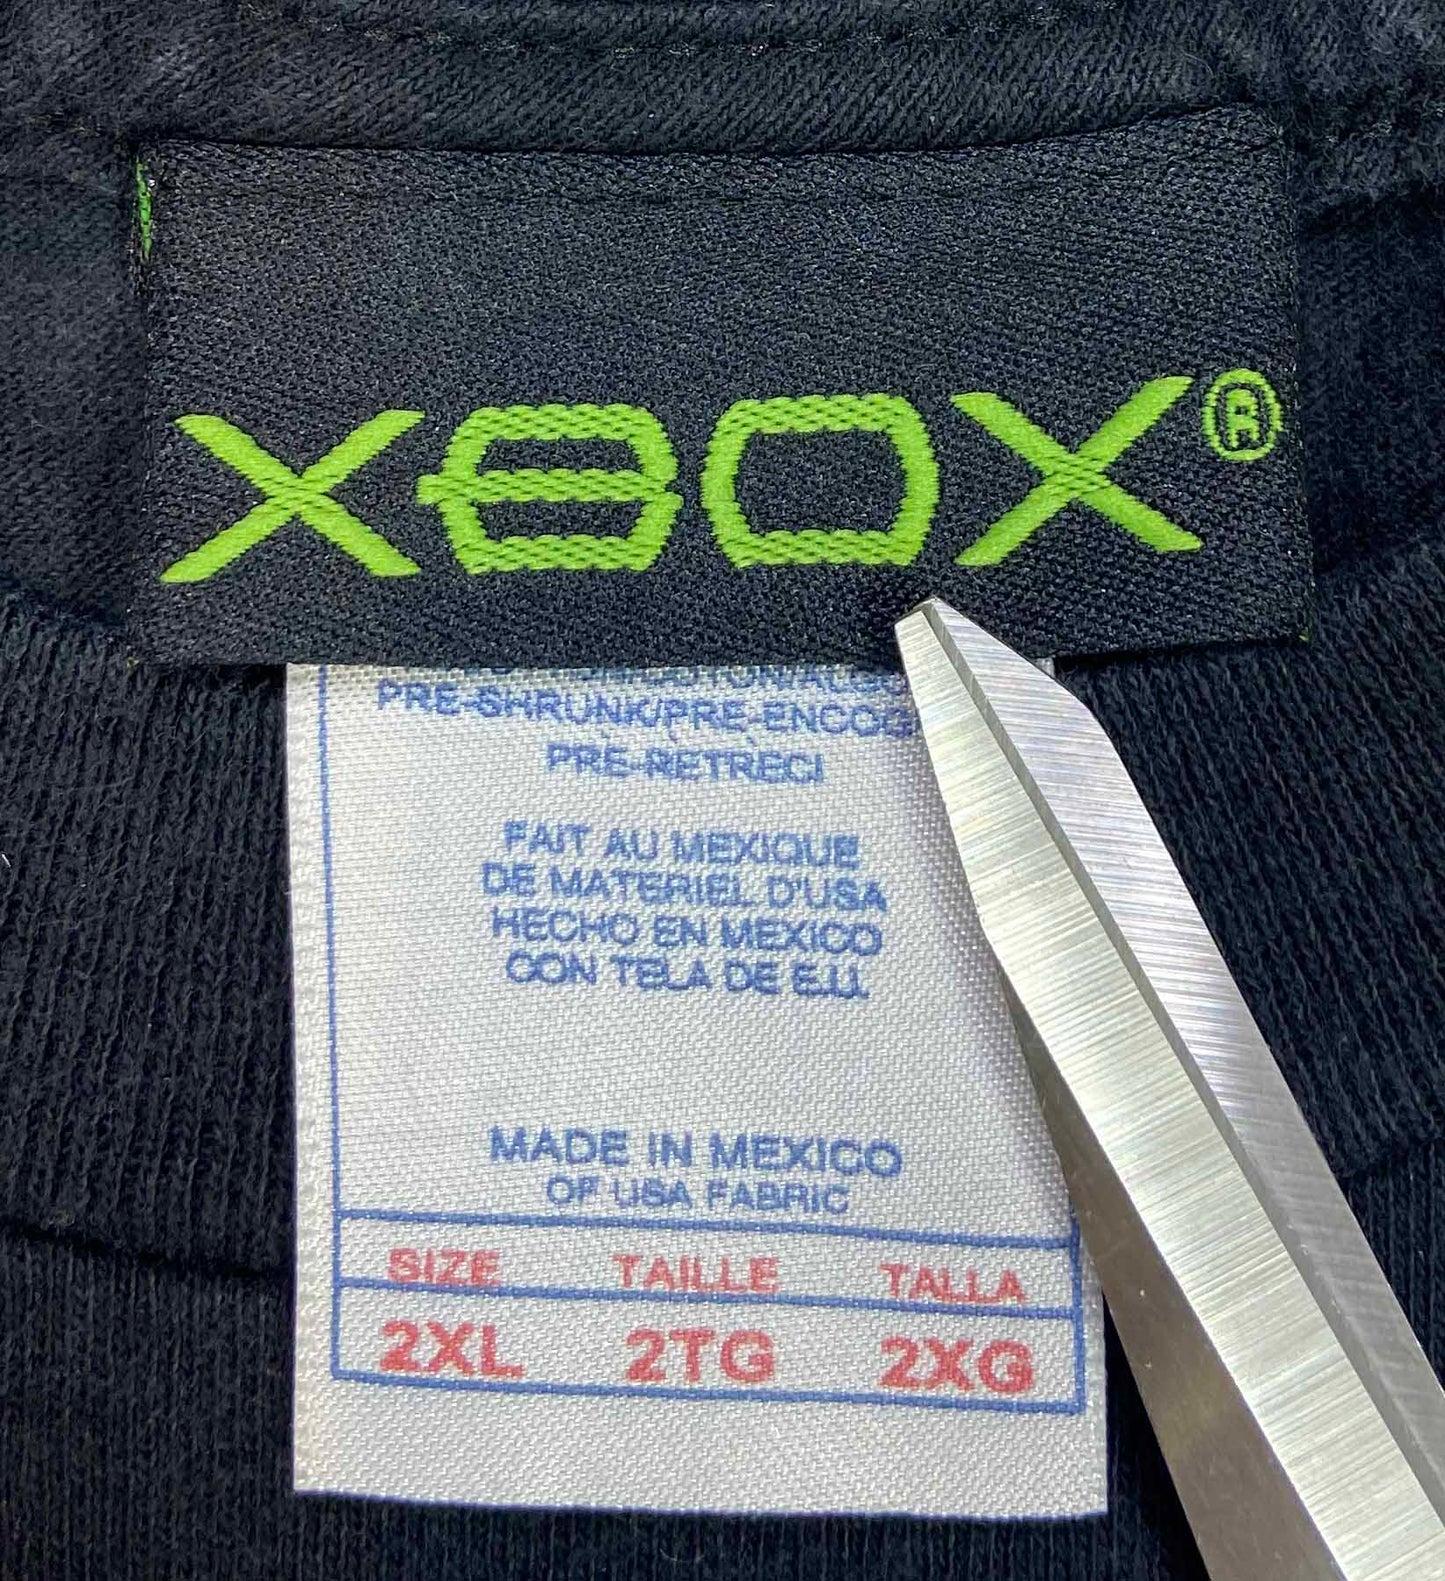 XBOX®
PRE-SHRUNK/PRE-ENCOG
PRE-RETRECI
FAIT AU MEXIQUE
DE MATERIEL D'USA
HECHO EN MEXICO
CON TELA DE E.U.
MADE IN MEXICO
OF USA FABRIC
SIZE TAILLE TALLA
2XL 2TG 2XG